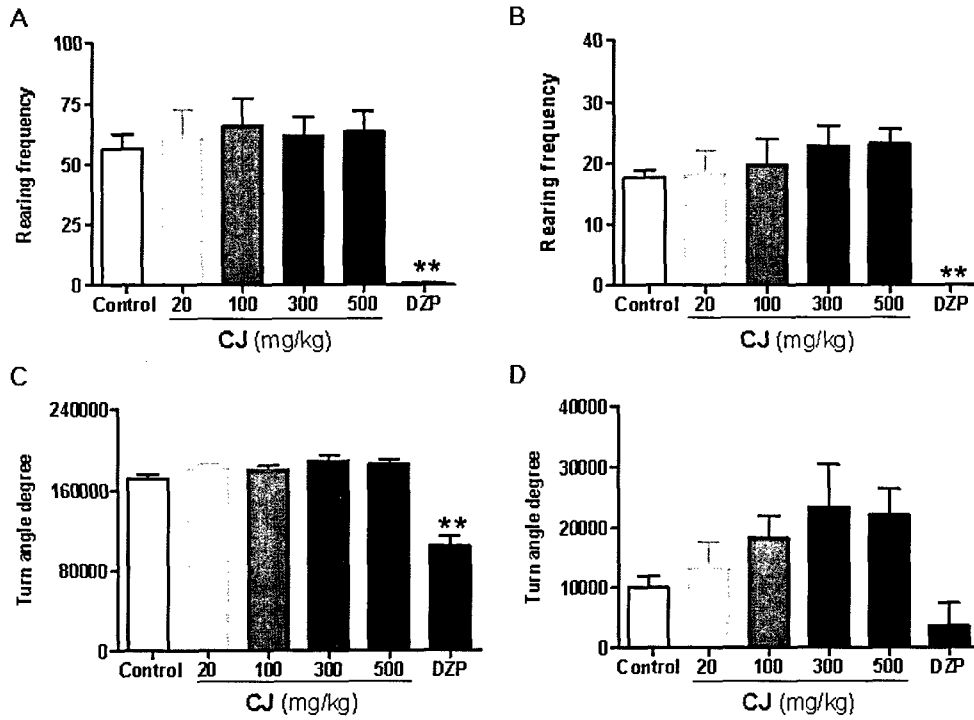 A
Rearing frequency
100
75
50
25
0
**
Control 20 100 300 500 DZP
CJ (mg/kg)
B
Rearing frequency
40
30
20
10
0
**
Control 20 100 300 500 DZP
CJ (mg/kg)
C
Turn angle degree
240000
160000
80000
0
**
Control 20 100 300 500 DZP
CJ (mg/kg)
D
Turn angle degree
40000
30000
20000
10000
0
Control 20 100 300 500 DZP
CJ (mg/kg)